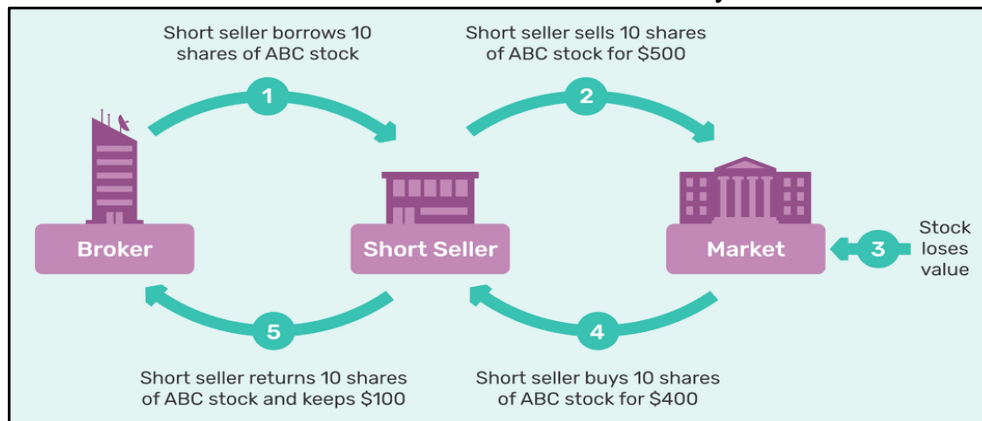 Short seller borrows 10
shares of ABC stock
Short seller sells 10 shares
of ABC stock for $500
1
2
Broker
Short Seller
Market
3
Stock
loses
value
5
4
Short seller returns 10 shares
of ABC stock and keeps $100
Short seller buys 10 shares
of ABC stock for $400